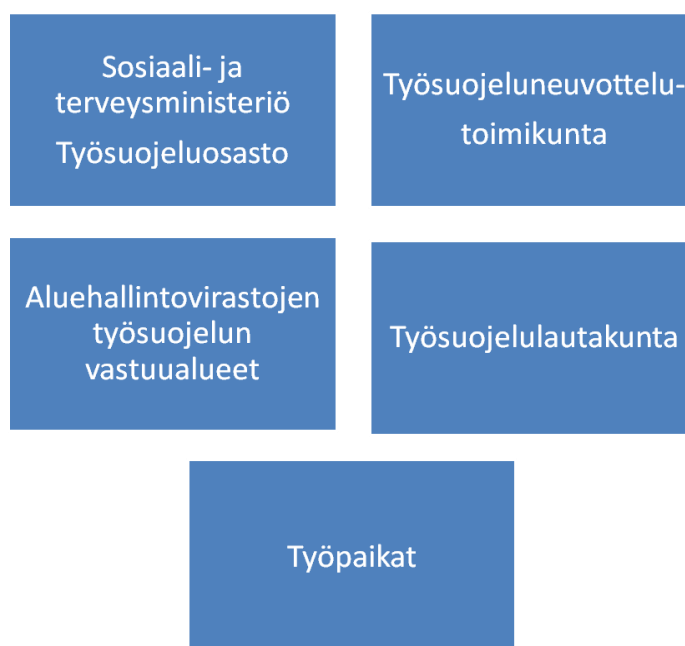 Sosiaali- ja
terveysministeriö
Työsuojeluosasto
Työsuojeluneuvottelu-
toimikunta
Aluehallintovirastojen
työsuojelun
vastuualueet
Työsuojelulautakunta
Työpaikat